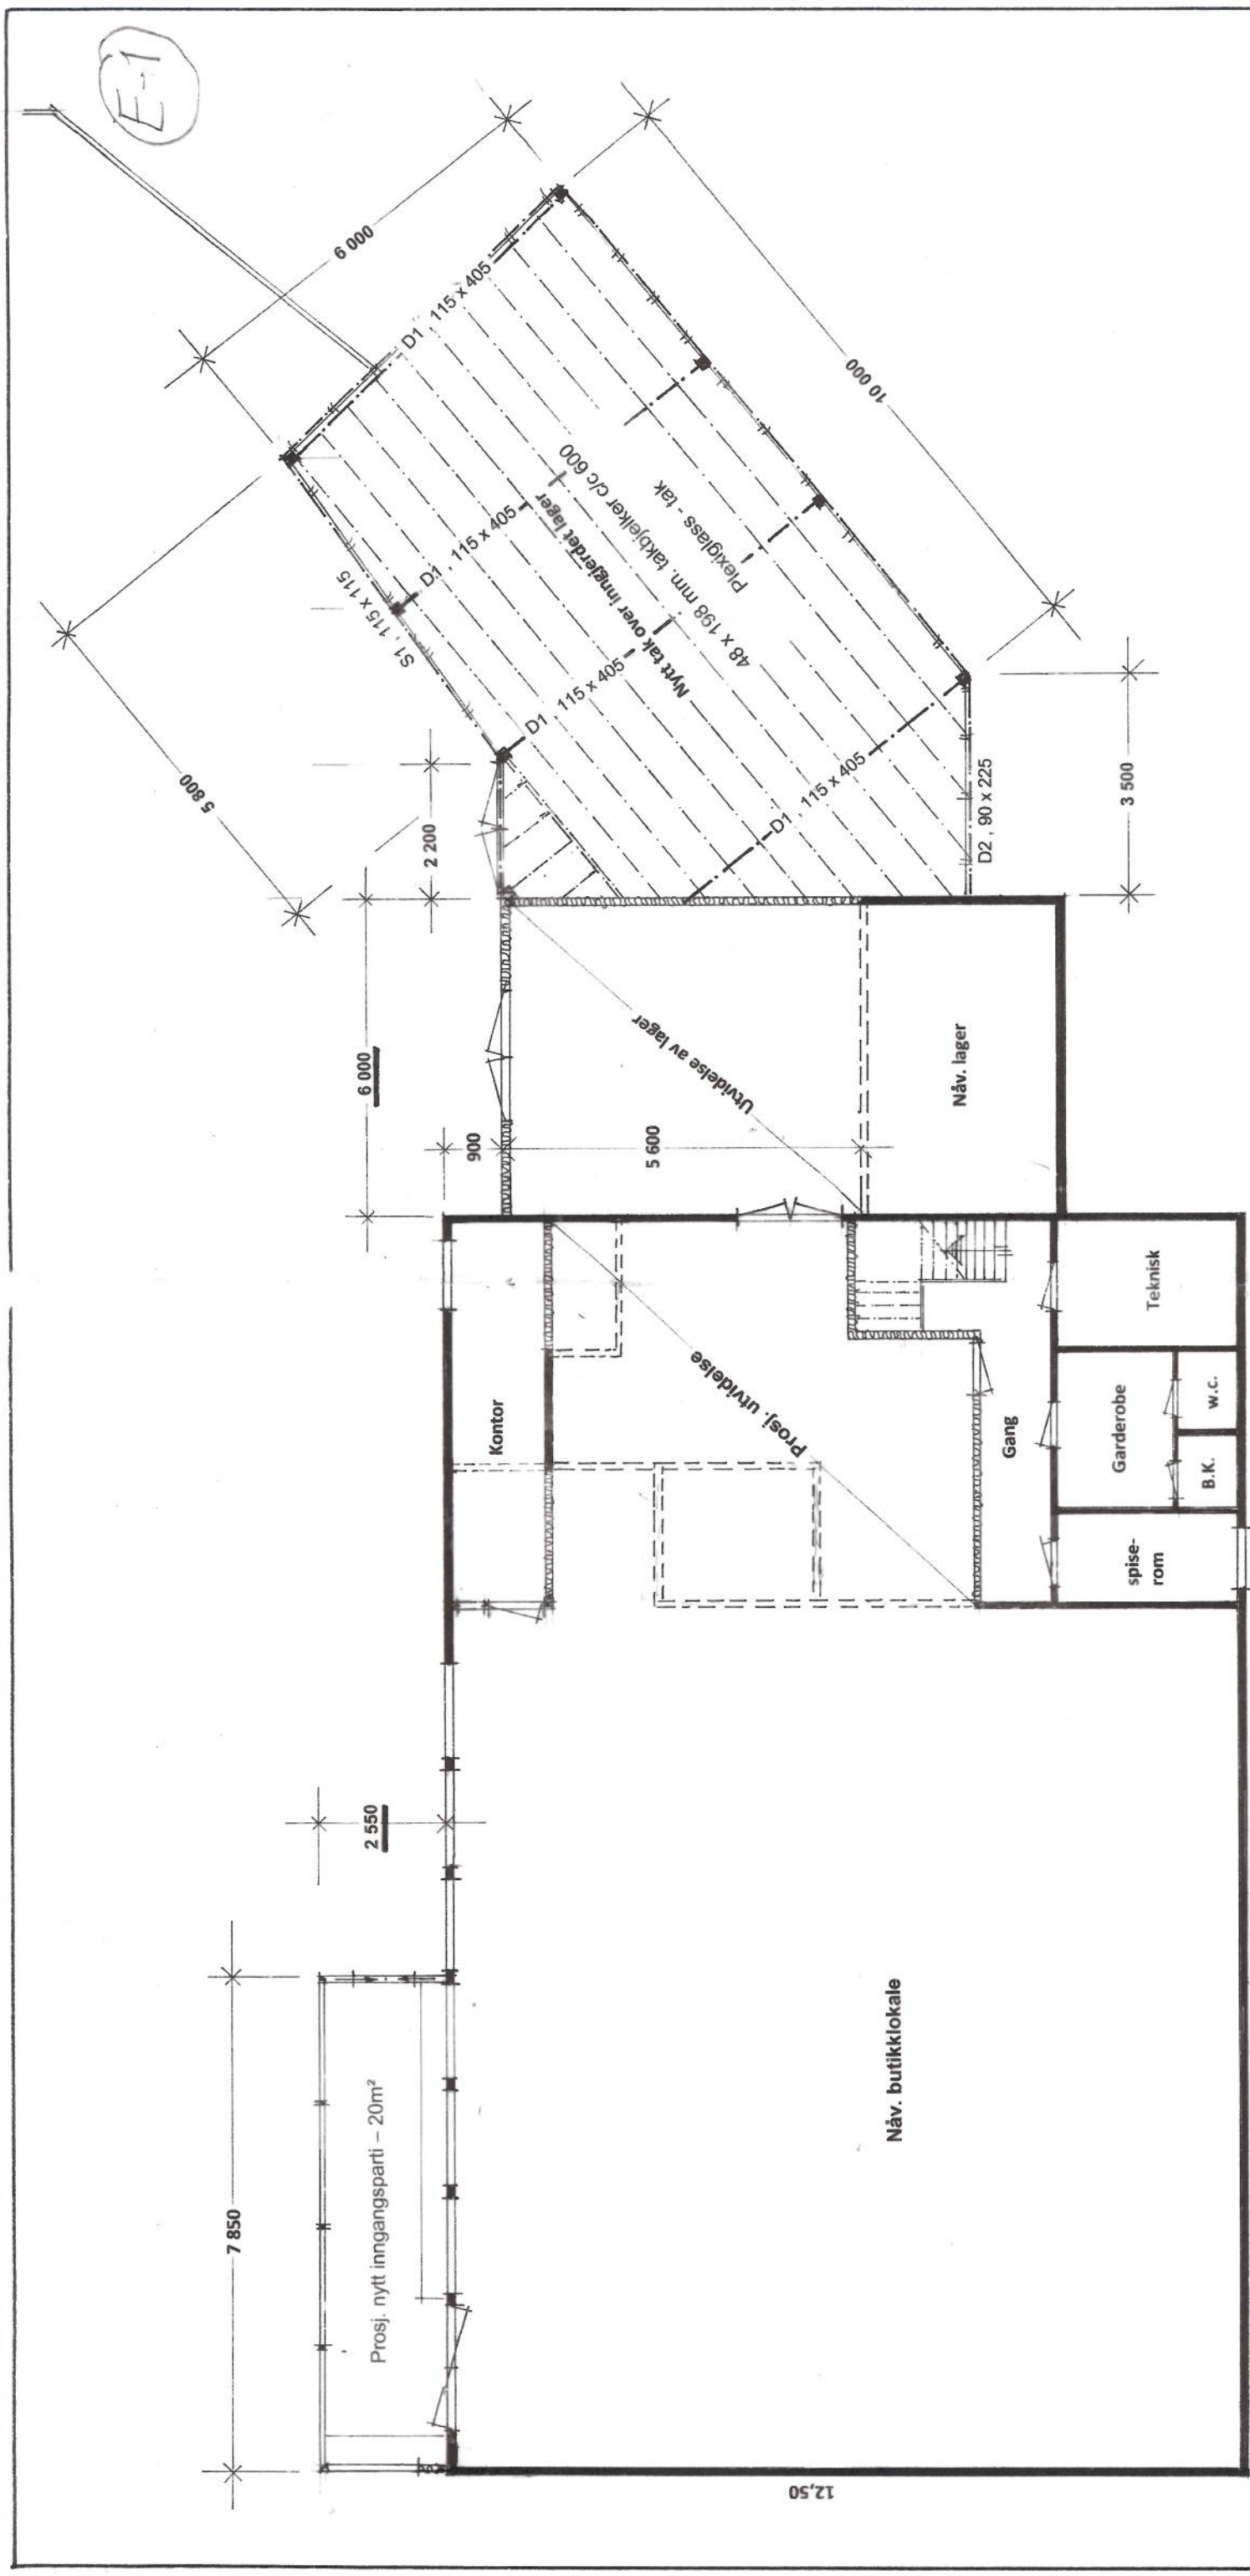 E-1
6 000
10 000
5 800
2 200
3 500
6 000
900
5 600
2 550
7 850
12,50
D1 , 115 x 405
D1 , 115 x 405
D1 , 115 x 405
D1 , 115 x 405
S1 , 115 x 115
D2 , 90 x 225
Nytt tak over inngjerdet lager
48 x 198 mm. takbjelker c/c 600
Plexiglass - tak
Utvidelse av lager
Nåv. lager
Kontor
Prosj. utvidelse
Gang
Teknisk
Garderobe
w.c.
B.K.
spise-
rom
Prosj. nytt inngangsparti – 20m²
Nåv. butikklokale